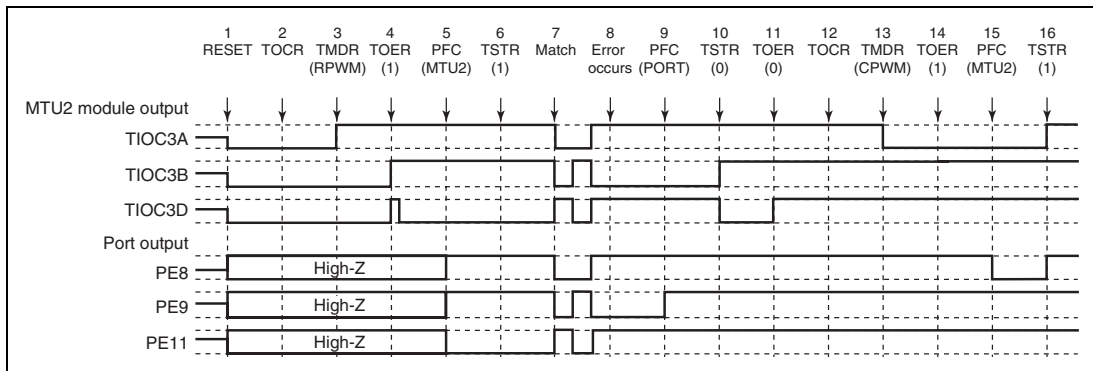 1 2 3 4 5 6 7 8 9 10 11 12 13 14 15 16
RESET TOCR TMDR TOER PFC TSTR Match Error PFC TSTR TOER TOCR TMDR TOER PFC TSTR
(RPWM) (1) (MTU2) (1) occurs (PORT) (0) (0) (CPWM) (1) (MTU2) (1)
MTU2 module output
TIOC3A
TIOC3B
TIOC3D
Port output
PE8 High-Z
PE9 High-Z
PE11 High-Z